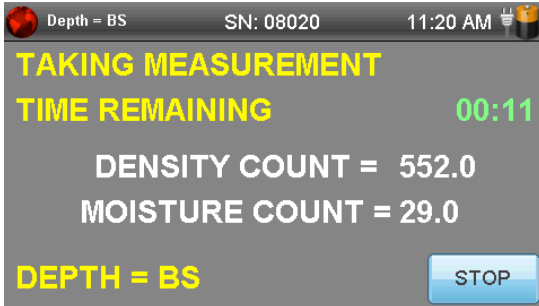 Depth = BS SN: 08020 11:20 AM
TAKING MEASUREMENT
TIME REMAINING 00:11
DENSITY COUNT = 552.0
MOISTURE COUNT = 29.0
DEPTH = BS STOP